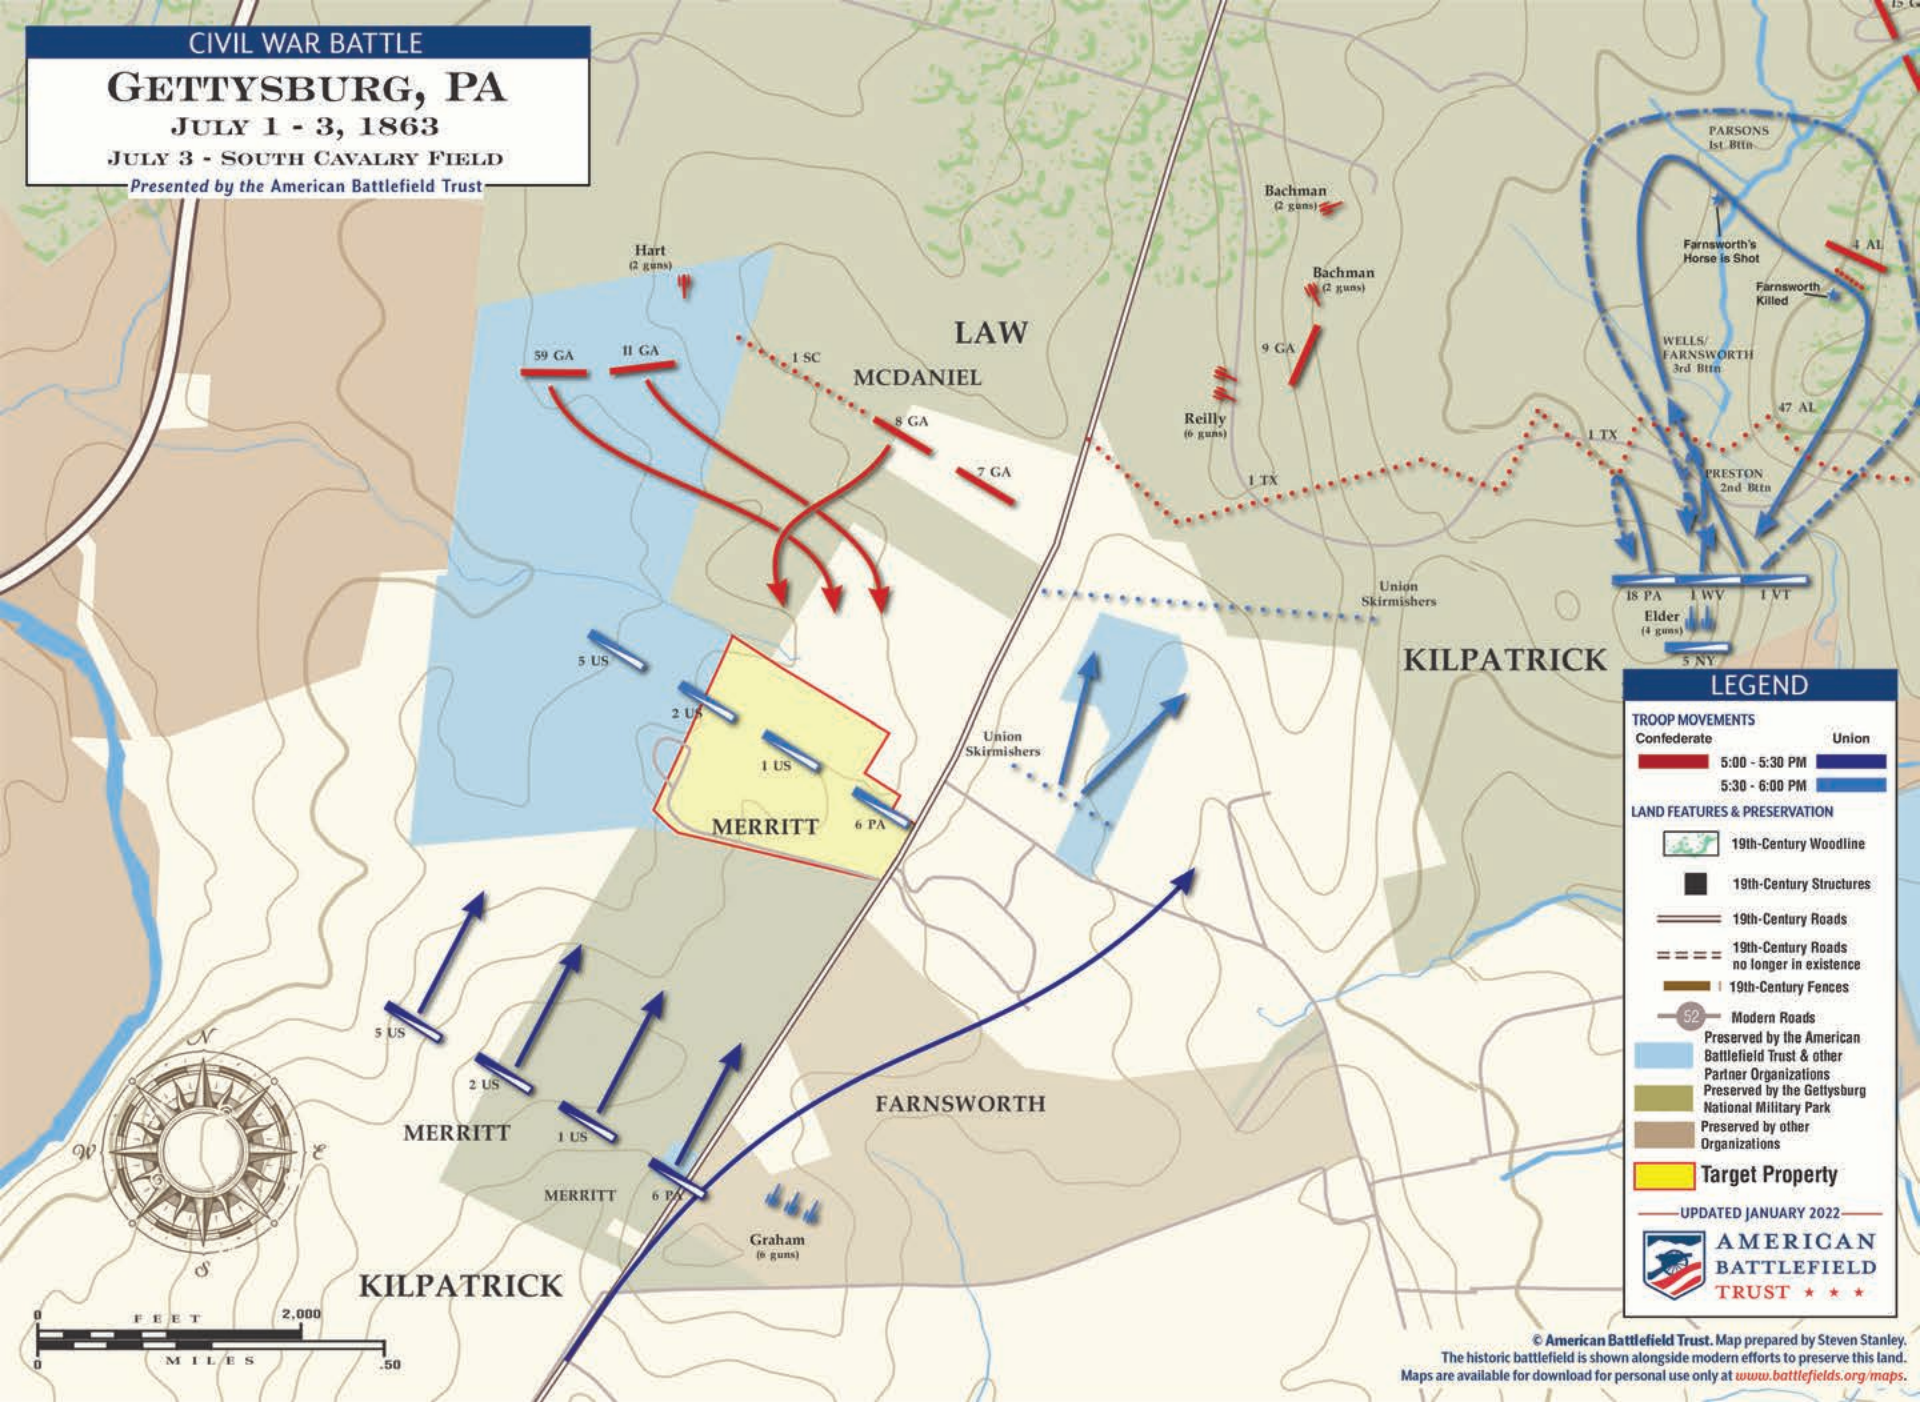 CIVIL WAR BATTLE
GETTYSBURG, PA
JULY 1 - 3, 1863
JULY 3 - SOUTH CAVALRY FIELD
Presented by the American Battlefield Trust
PARSONS
1st Bttn
Bachman
(2 guns)
Hart
(2 guns)
Farnsworth's
Horse is Shot
4 AL
Bachman
(2 guns)
Farnsworth
Killed
LAW
59 GA
11 GA
1 SC
MCDANIEL
9 GA
WELLS/
FARNSWORTH
3rd Bttn
8 GA
Reilly
(6 guns)
47 AL
1 TX
7 GA
1 TX
PRESTON
2nd Bttn
Union
Skirmishers
18 PA
1 WV
1 VT
Elder
(4 guns)
5 NY
KILPATRICK
5 US
2 US
1 US
MERRITT
6 PA
Union
Skirmishers
5 US
2 US
MERRITT
1 US
MERRITT
6 PA
FARNSWORTH
Graham
(6 guns)
KILPATRICK
N
W
E
S
0
FEET
2,000
0
MILES
.50
LEGEND
TROOP MOVEMENTS
Confederate
Union
5:00 - 5:30 PM
5:30 - 6:00 PM
LAND FEATURES & PRESERVATION
19th-Century Woodline
19th-Century Structures
19th-Century Roads
19th-Century Roads
no longer in existence
19th-Century Fences
52
Modern Roads
Preserved by the American
Battlefield Trust & other
Partner Organizations
Preserved by the Gettysburg
National Military Park
Preserved by other
Organizations
Target Property
UPDATED JANUARY 2022
AMERICAN
BATTLEFIELD
TRUST ★ ★ ★
© American Battlefield Trust. Map prepared by Steven Stanley.
The historic battlefield is shown alongside modern efforts to preserve this land.
Maps are available for download for personal use only at www.battlefields.org/maps.